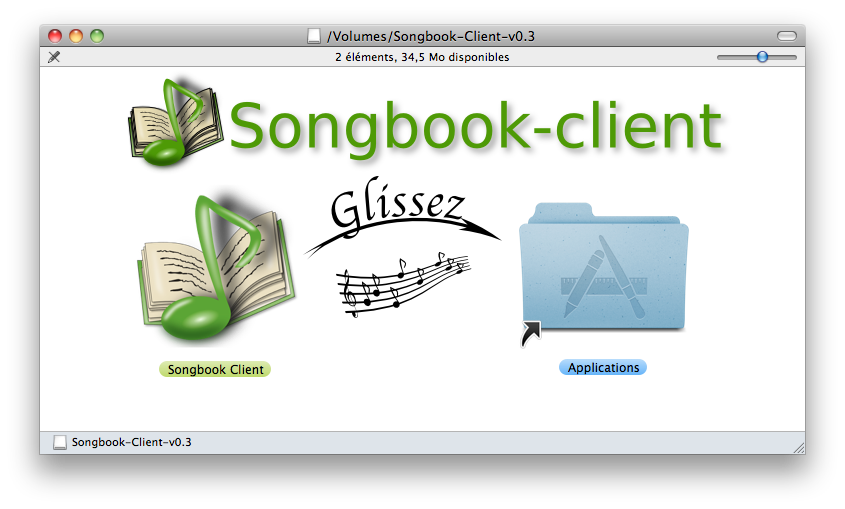 /Volumes/Songbook-Client-v0.3
2 éléments, 34,5 Mo disponibles
Songbook-client
Glissez
Songbook Client
Applications
Songbook-Client-v0.3